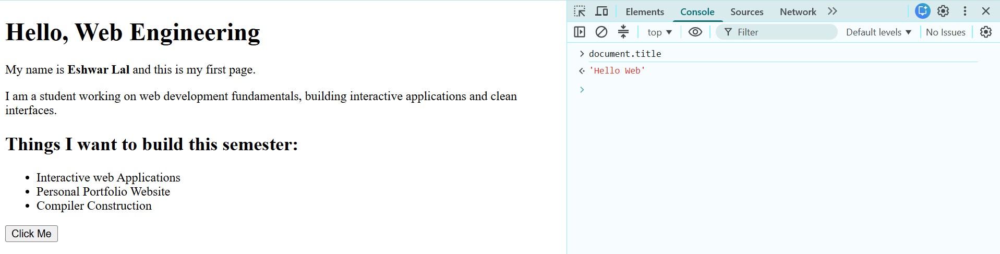 Hello, Web Engineering
My name is Eshwar Lal and this is my first page.
I am a student working on web development fundamentals, building interactive applications and clean
interfaces.
Things I want to build this semester:
• Interactive web Applications
• Personal Portfolio Website
• Compiler Construction
Click Me
Elements Console Sources Network
top Filter Default levels No Issues
> document.title
'Hello Web'
>